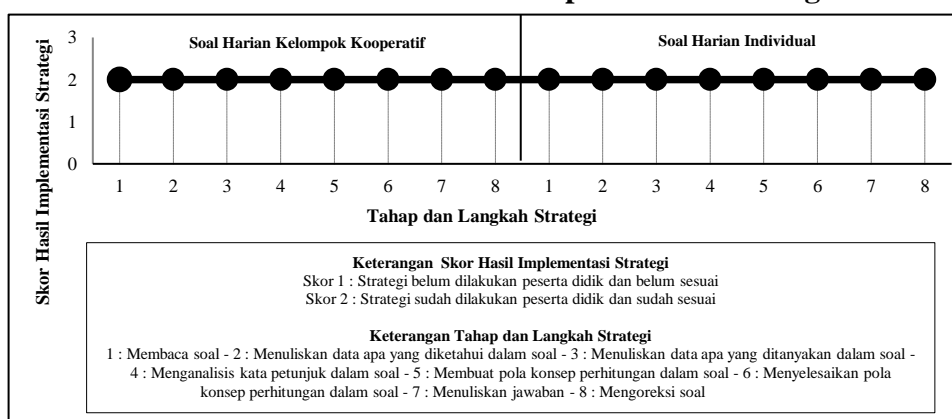 Soal Harian Kelompok Kooperatif
Soal Harian Individual
Skor Hasil Implementasi Strategi
3
2
1
0
1 2 3 4 5 6 7 8 1 2 3 4 5 6 7 8
Tahap dan Langkah Strategi
Keterangan Skor Hasil Implementasi Strategi
Skor 1 : Strategi belum dilakukan peserta didik dan belum sesuai
Skor 2 : Strategi sudah dilakukan peserta didik dan sudah sesuai
Keterangan Tahap dan Langkah Strategi
1 : Membaca soal - 2 : Menuliskan data apa yang diketahui dalam soal - 3 : Menuliskan data apa yang ditanyakan dalam soal -
4 : Menganalisis kata petunjuk dalam soal - 5 : Membuat pola konsep perhitungan dalam soal - 6 : Menyelesaikan pola
konsep perhitungan dalam soal - 7 : Menuliskan jawaban - 8 : Mengoreksi soal